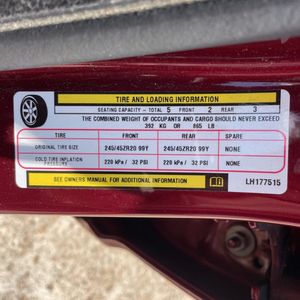 TIRE AND LOADING INFORMATION
SEATING CAPACITY - TOTAL 5 FRONT 2 REAR 3
THE COMBINED WEIGHT OF OCCUPANTS AND CARGO SHOULD NEVER EXCEED
392 KG OR 865 LB
TIRE FRONT REAR SPARE
ORIGINAL TIRE SIZE 245/45ZR20 99Y 245/45ZR20 99Y NONE
COLD TIRE INFLATION PRESSURE 220 kPa / 32 PSI 220 kPa / 32 PSI NONE
SEE OWNERS MANUAL FOR ADDITIONAL INFORMATION LH177515